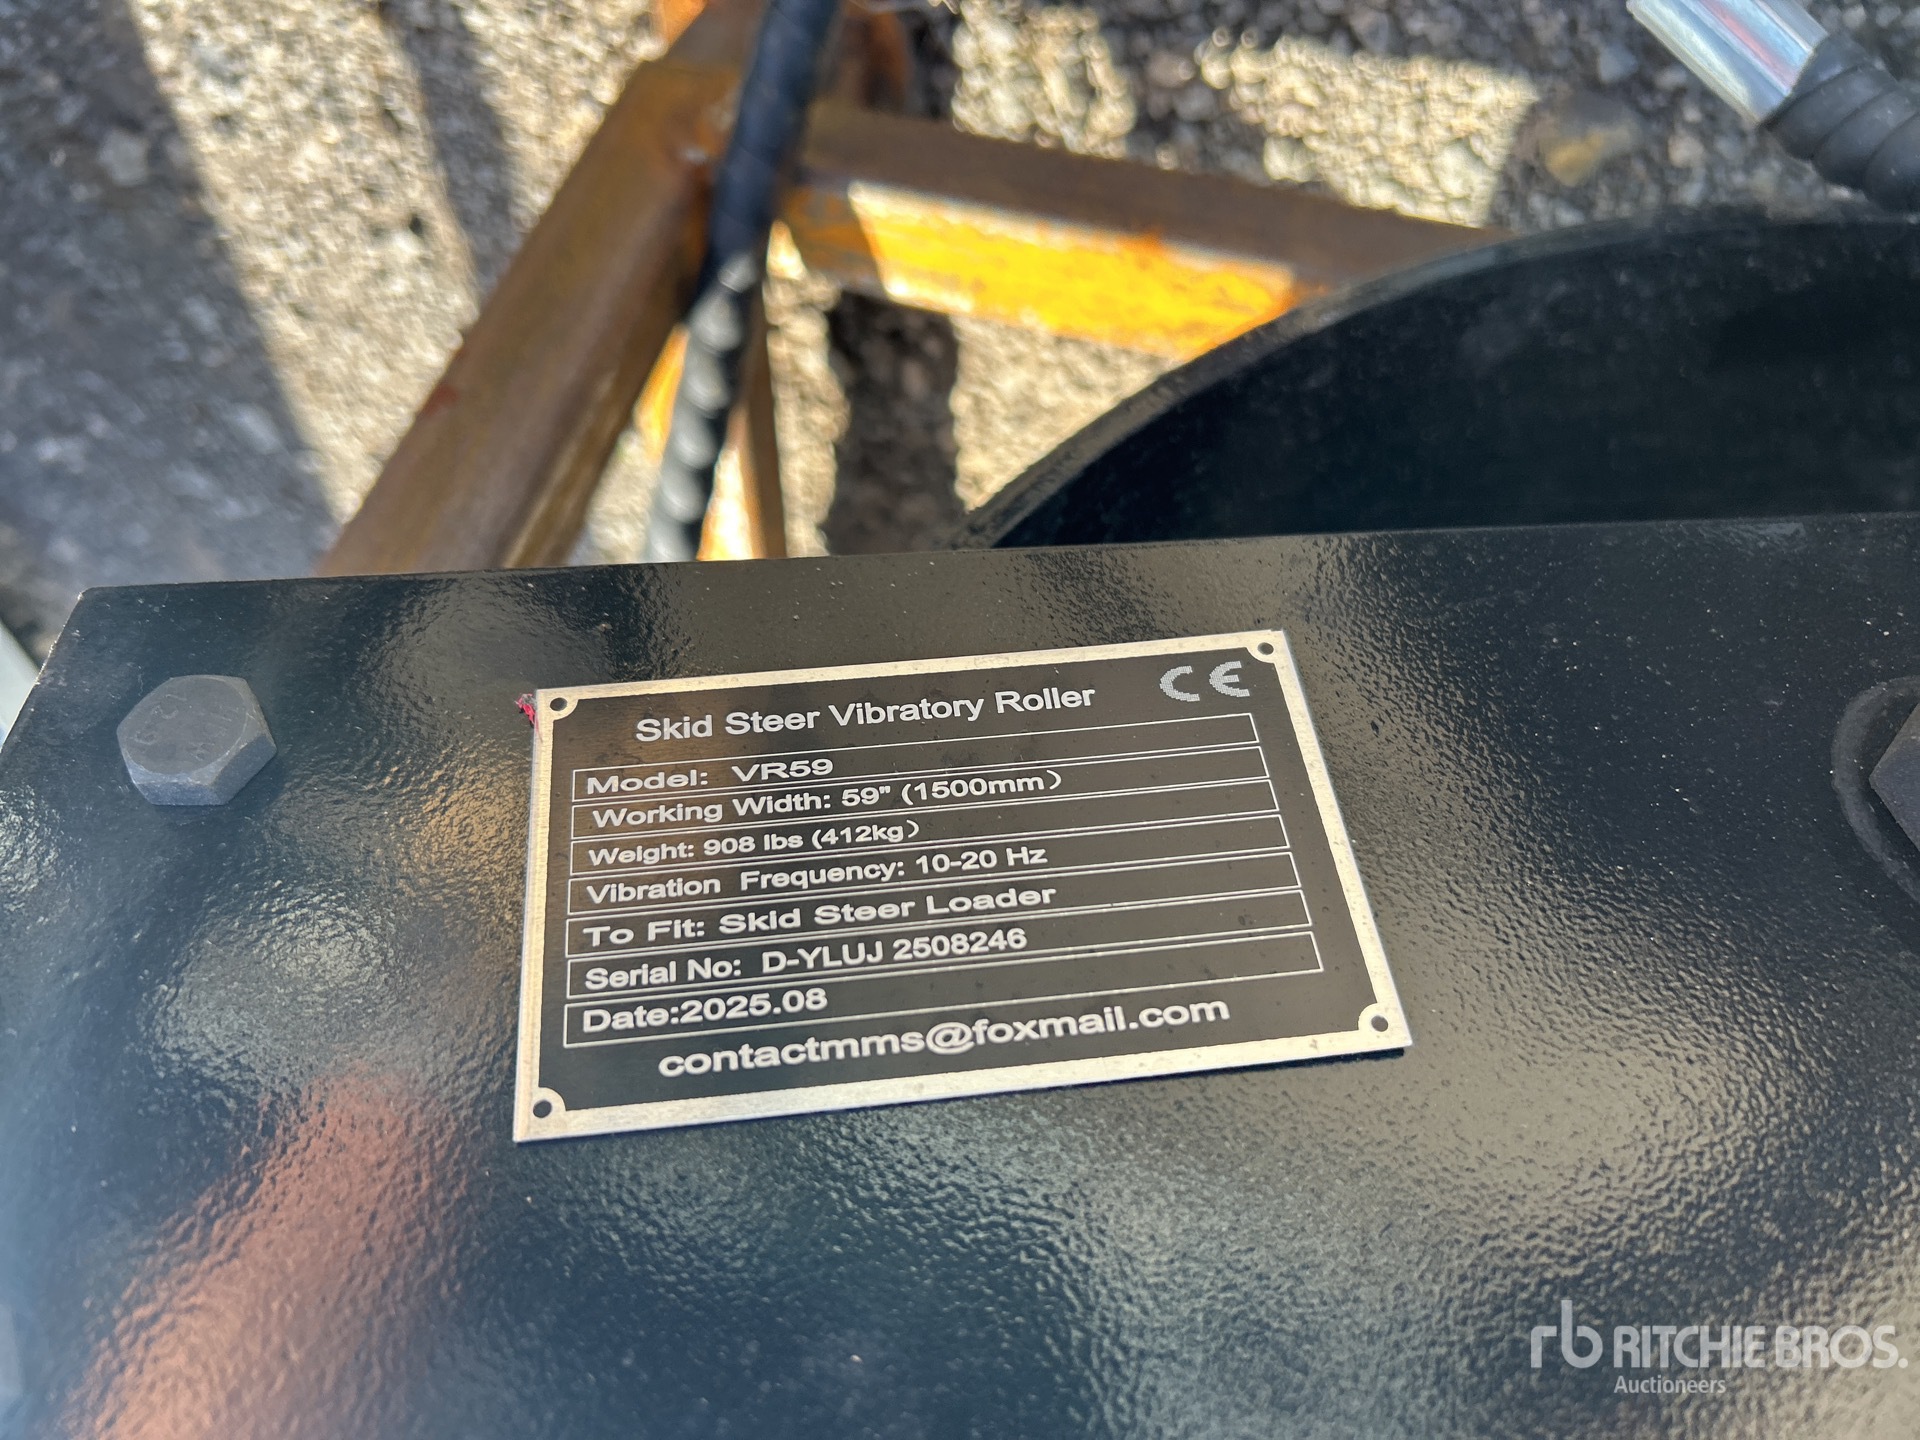 Skid Steer Vibratory Roller CE
Model: VR59
Working Width: 59" (1500mm)
Weight: 908 lbs (412kg)
Vibration Frequency: 10-20 Hz
To Fit: Skid Steer Loader
Serial No: D-YLUJ 2508246
Date:2025.08
contactmms@foxmail.com
rb RITCHIE BROS.
Auctioneers